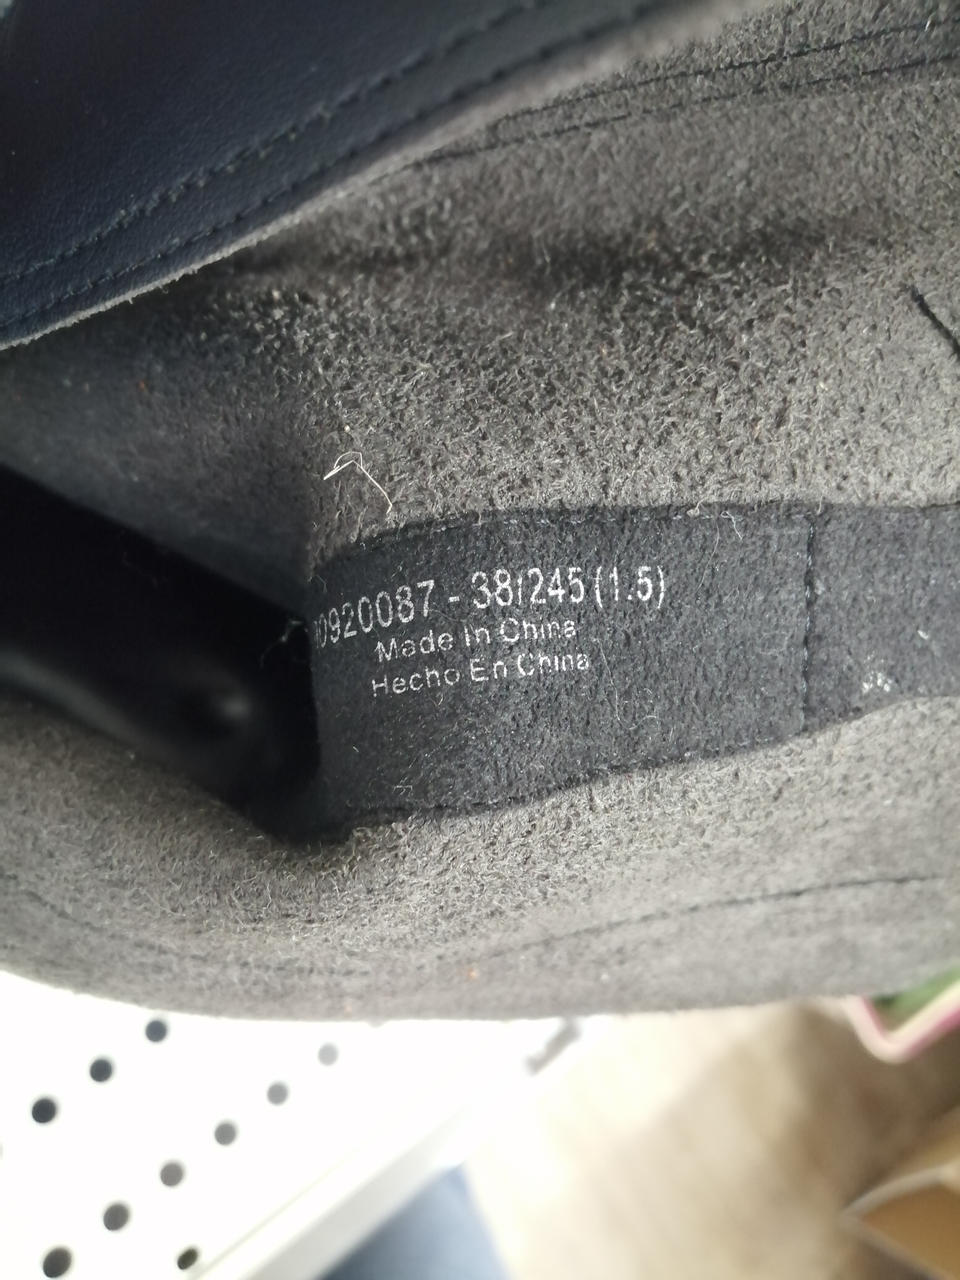 0920087 - 38/245 (1.5)
Made In China
Hecho En China